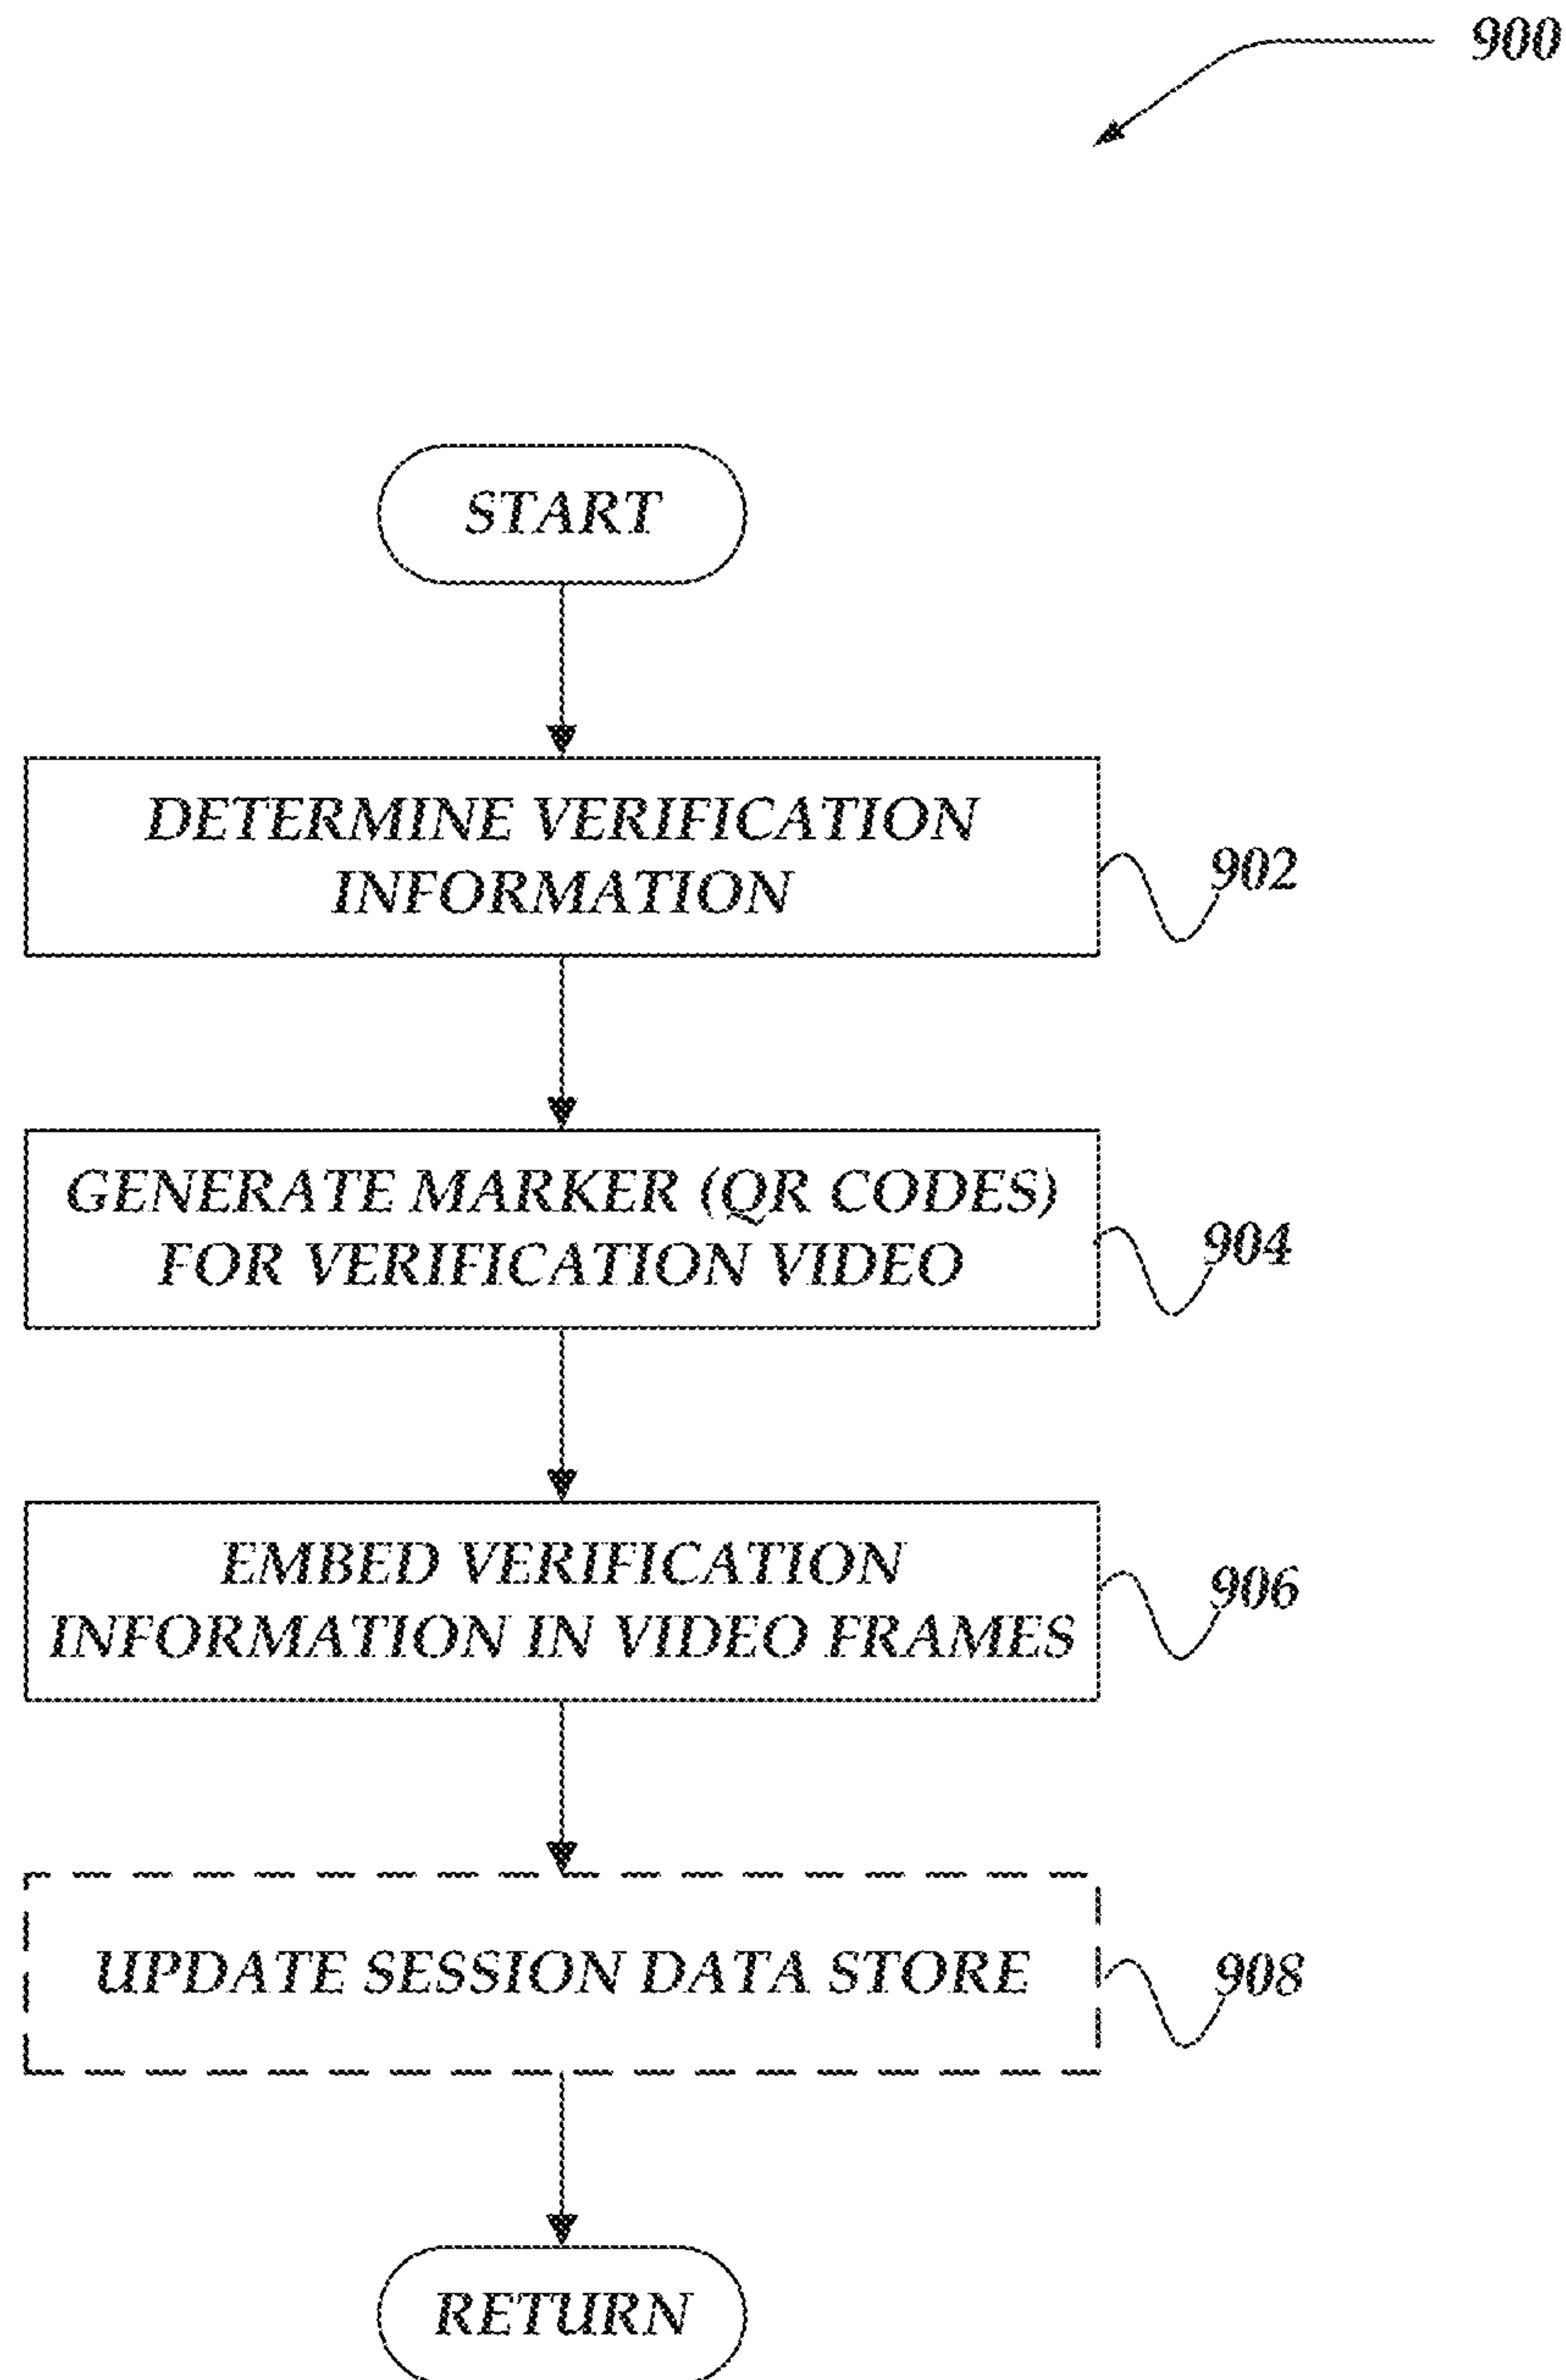 900
START
DETERMINE VERIFICATION
INFORMATION
902
GENERATE MARKER (QR CODES)
FOR VERIFICATION VIDEO
904
EMBED VERIFICATION
INFORMATION IN VIDEO FRAMES
906
UPDATE SESSION DATA STORE
908
RETURN